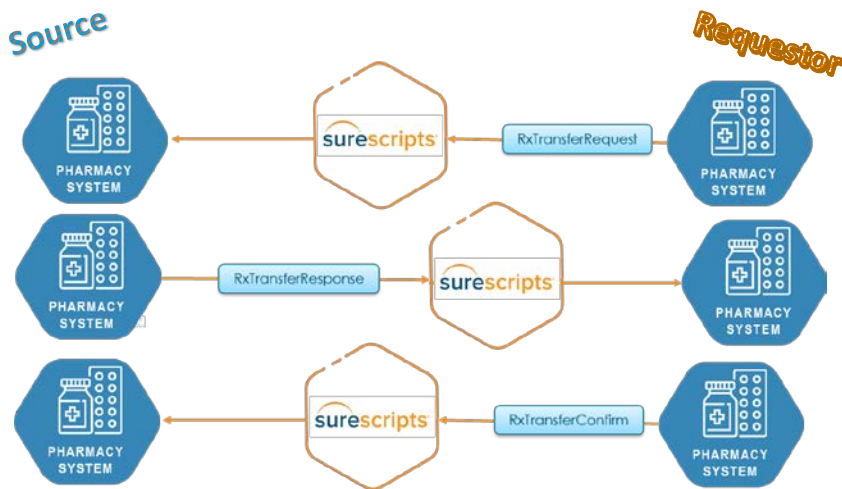 Source
Requestor
PHARMACY
SYSTEM
surescripts
RxTransferRequest
PHARMACY
SYSTEM
PHARMACY
SYSTEM
RxTransferResponse
surescripts
PHARMACY
SYSTEM
PHARMACY
SYSTEM
surescripts
RxTransferConfirm
PHARMACY
SYSTEM